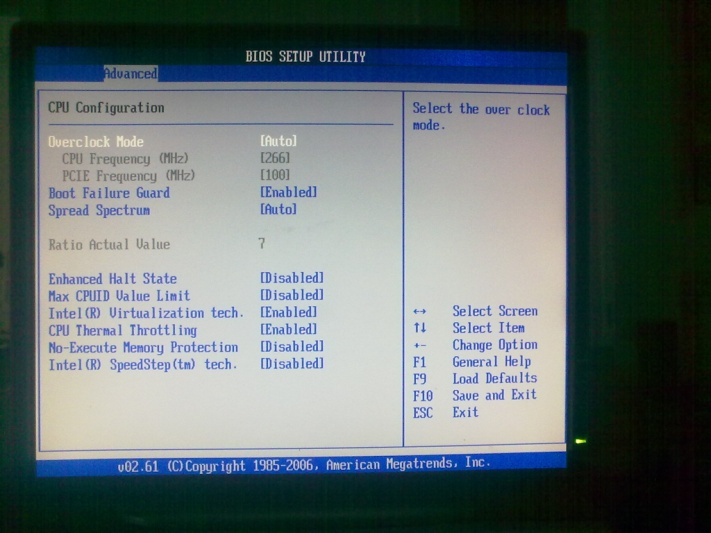 BIOS SETUP UTILITY
Advanced
CPU Configuration
Overclock Mode [Auto]
CPU Frequency (MHz) [266]
PCIE Frequency (MHz) [100]
Boot Failure Guard [Enabled]
Spread Spectrum [Auto]
Ratio Actual Value 7
Enhanced Halt State [Disabled]
Max CPUID Value Limit [Disabled]
Intel(R) Virtualization tech. [Enabled]
CPU Thermal Throttling [Enabled]
No-Execute Memory Protection [Disabled]
Intel(R) SpeedStep(tm) tech. [Disabled]
Select the over clock
mode.
↔ Select Screen
↑↓ Select Item
+- Change Option
F1 General Help
F9 Load Defaults
F10 Save and Exit
ESC Exit
v02.61 (C)Copyright 1985-2006, American Megatrends, Inc.